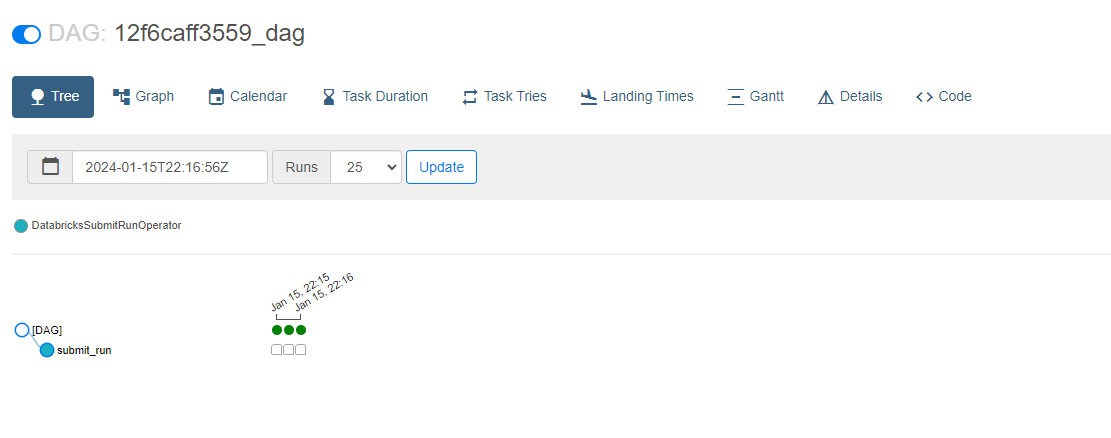 DAG: 12f6caff3559_dag
Tree Graph Calendar Task Duration Task Tries Landing Times Gantt Details Code
2024-01-15T22:16:56Z Runs 25 Update
DatabricksSubmitRunOperator
Jan 15, 22:15
Jan 15, 22:16
[DAG]
submit_run